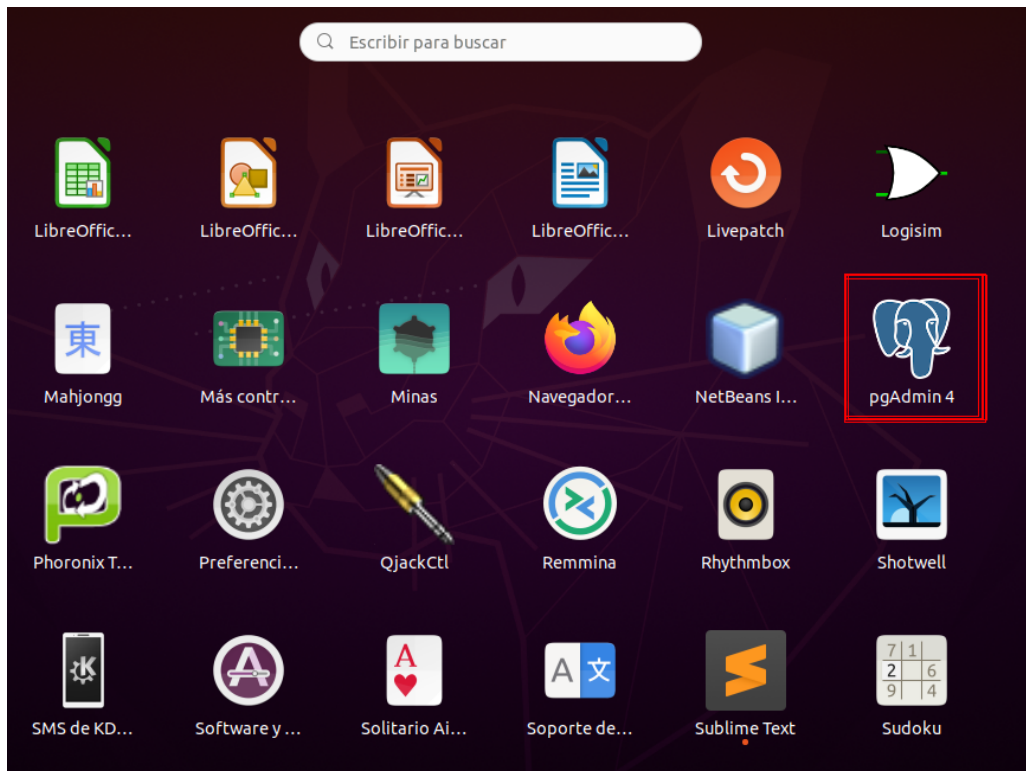 Escribir para buscar
LibreOffic...
LibreOffic...
LibreOffic...
LibreOffic...
Livepatch
Logisim
東
Mahjongg
Más contr...
Minas
Navegador...
NetBeans I...
pgAdmin 4
Phoronix T...
Preferenci...
QjackCtl
Remmina
Rhythmbox
Shotwell
K
A
A
A 文
7 1
2 6
9 4
SMS de KD...
Software y ...
Solitario Ai...
Soporte de...
Sublime Text
Sudoku